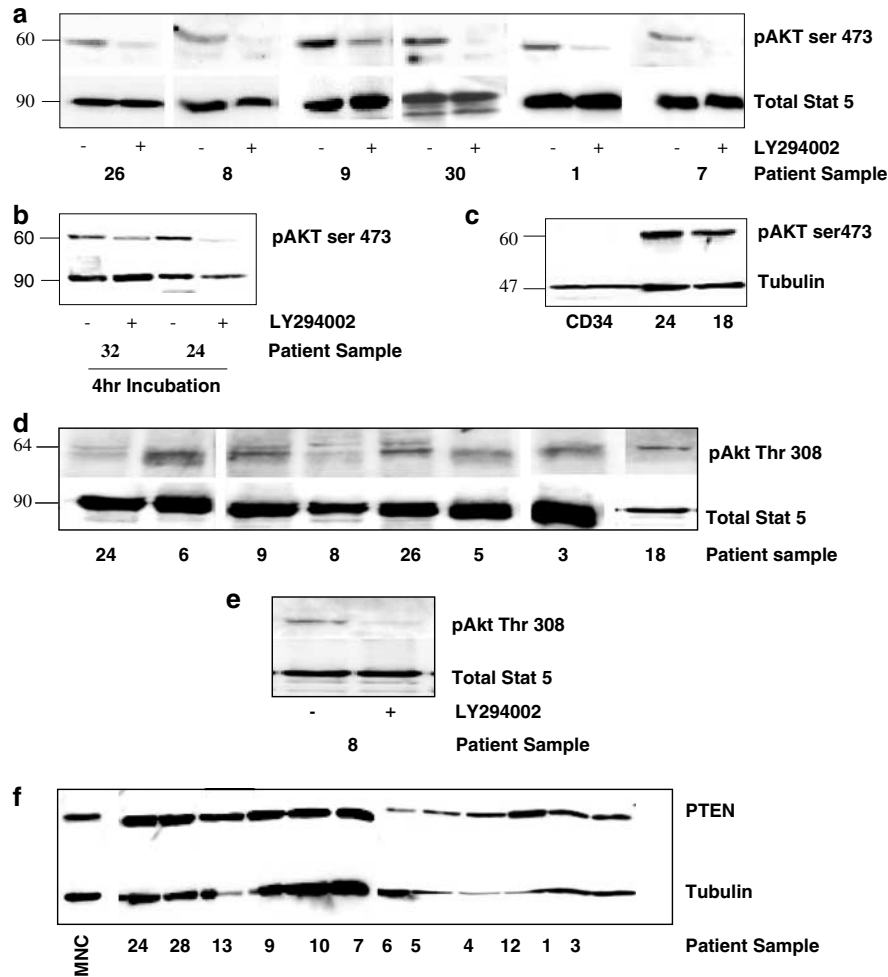 a
60
pAKT ser 473
90
Total Stat 5
- + - + - + - + - + - +
LY294002
26 8 9 30 1 7 Patient Sample
b
60
pAKT ser 473
90
- + - + LY294002
32 24 Patient Sample
4hr Incubation
c
60
pAKT ser473
47
Tubulin
CD34 24 18
d
64
pAkt Thr 308
90
Total Stat 5
24 6 9 8 26 5 3 18 Patient sample
e
pAkt Thr 308
Total Stat 5
- + LY294002
8 Patient Sample
f
PTEN
Tubulin
MNC 24 28 13 9 10 7 6 5 4 12 1 3 Patient Sample